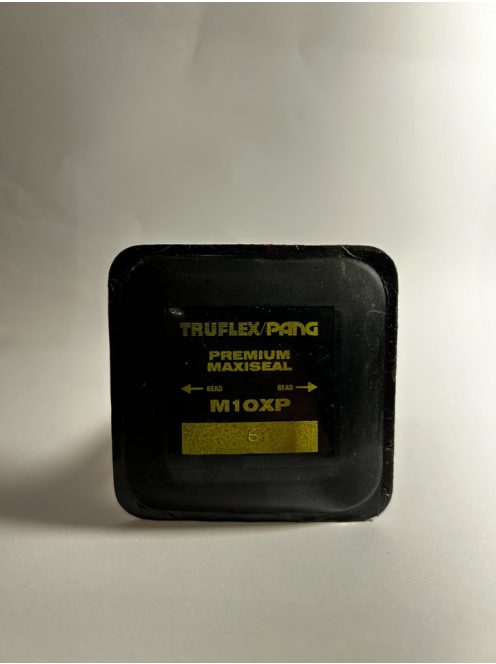 TRUFLEX/PANG
PREMIUM
MAXISEAL
← BEAD BEAD →
M10XP
6